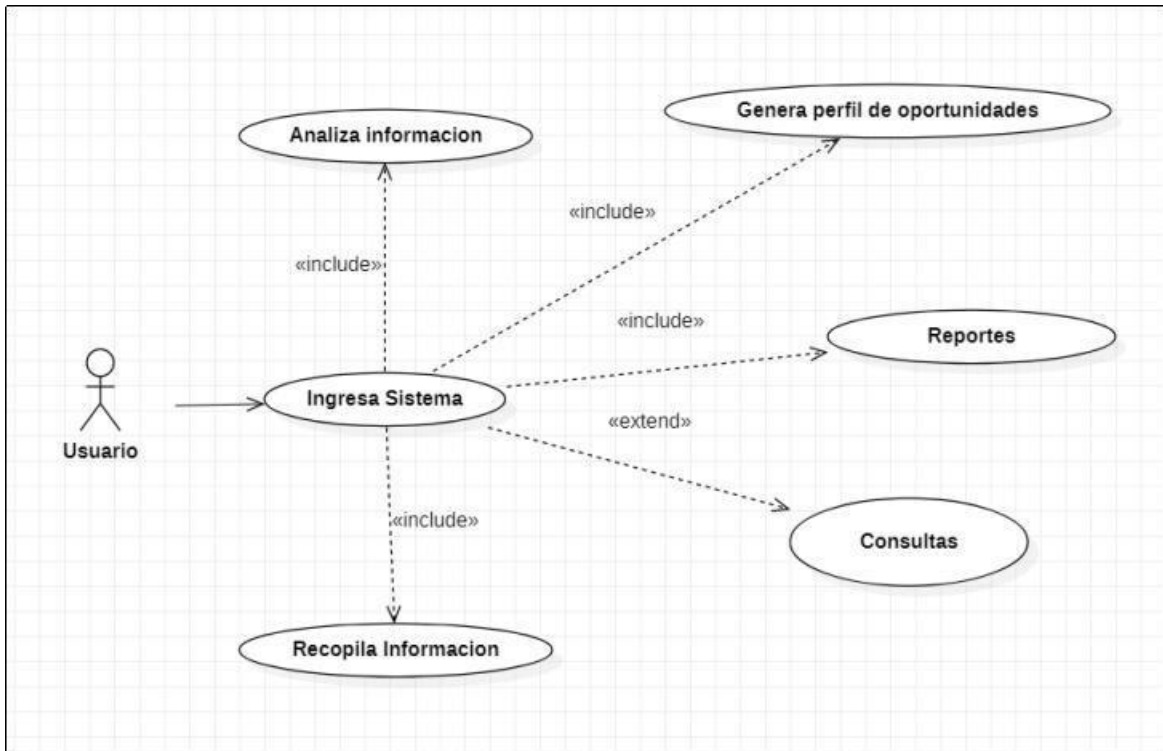 Genera perfil de oportunidades
Analiza informacion
«include»
«include»
«include»
Reportes
Ingresa Sistema
«extend»
Usuario
«include»
Consultas
Recopila Informacion